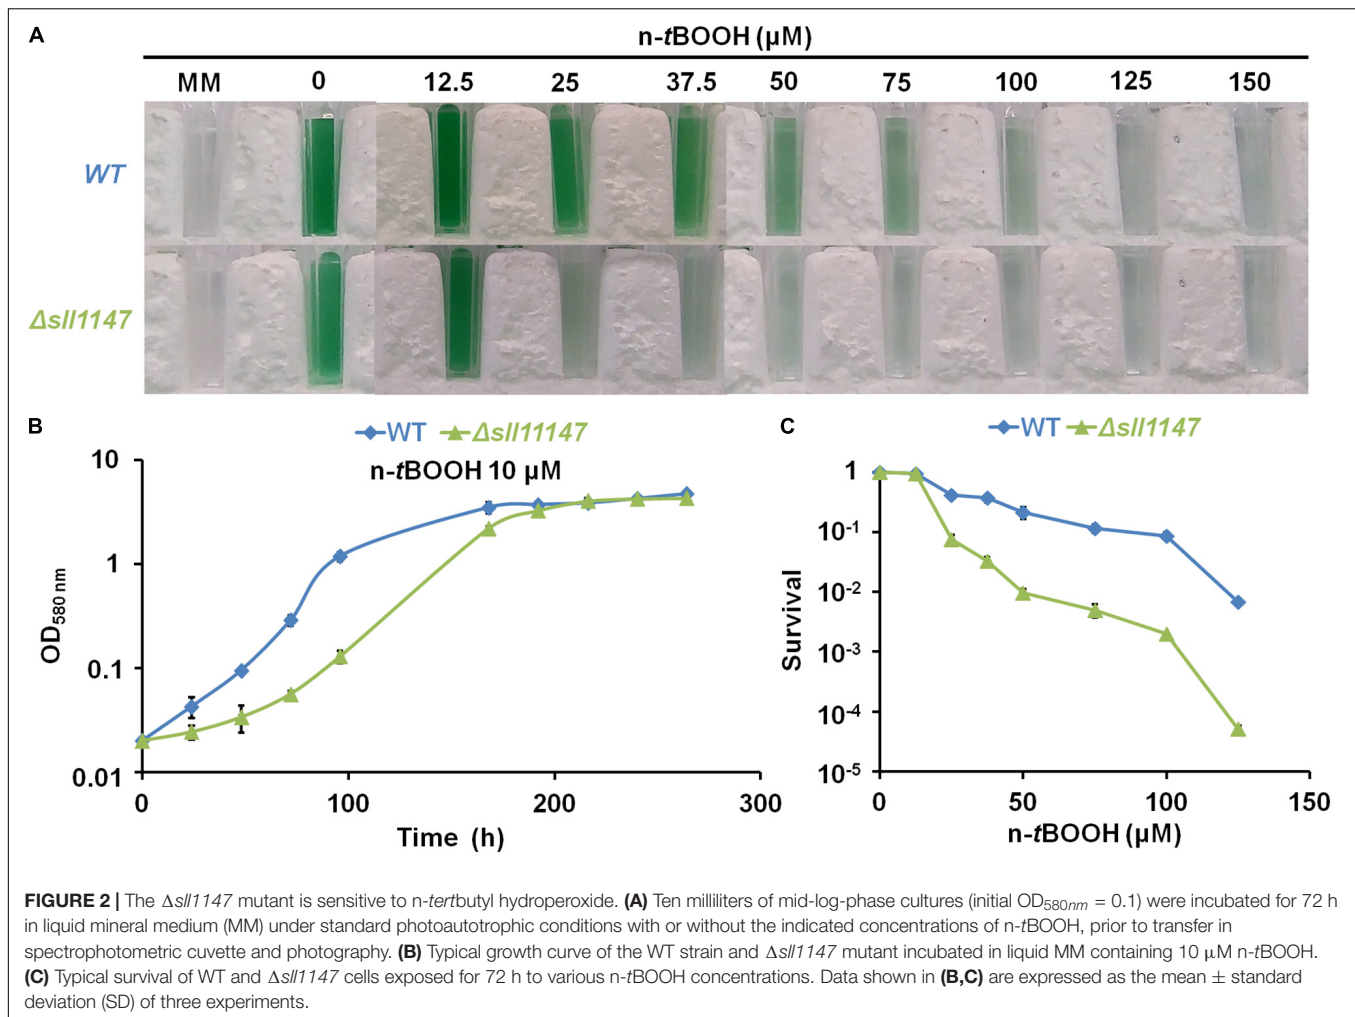 A
n-tBOOH (µM)
MM 0 12.5 25 37.5 50 75 100 125 150
WT
Δsll1147
B
WT Δsll11147
n-tBOOH 10 µM
10
1
0.1
0.01
OD580 nm
0 100 200 300
Time (h)
C
WT Δsll1147
1
10-1
10-2
10-3
10-4
10-5
Survival
0 50 100 150
n-tBOOH (µM)
FIGURE 2 | The Δsll1147 mutant is sensitive to n-tertbutyl hydroperoxide. (A) Ten milliliters of mid-log-phase cultures (initial OD580nm = 0.1) were incubated for 72 h
in liquid mineral medium (MM) under standard photoautotrophic conditions with or without the indicated concentrations of n-tBOOH, prior to transfer in
spectrophotometric cuvette and photography. (B) Typical growth curve of the WT strain and Δsll1147 mutant incubated in liquid MM containing 10 µM n-tBOOH.
(C) Typical survival of WT and Δsll1147 cells exposed for 72 h to various n-tBOOH concentrations. Data shown in (B,C) are expressed as the mean ± standard
deviation (SD) of three experiments.